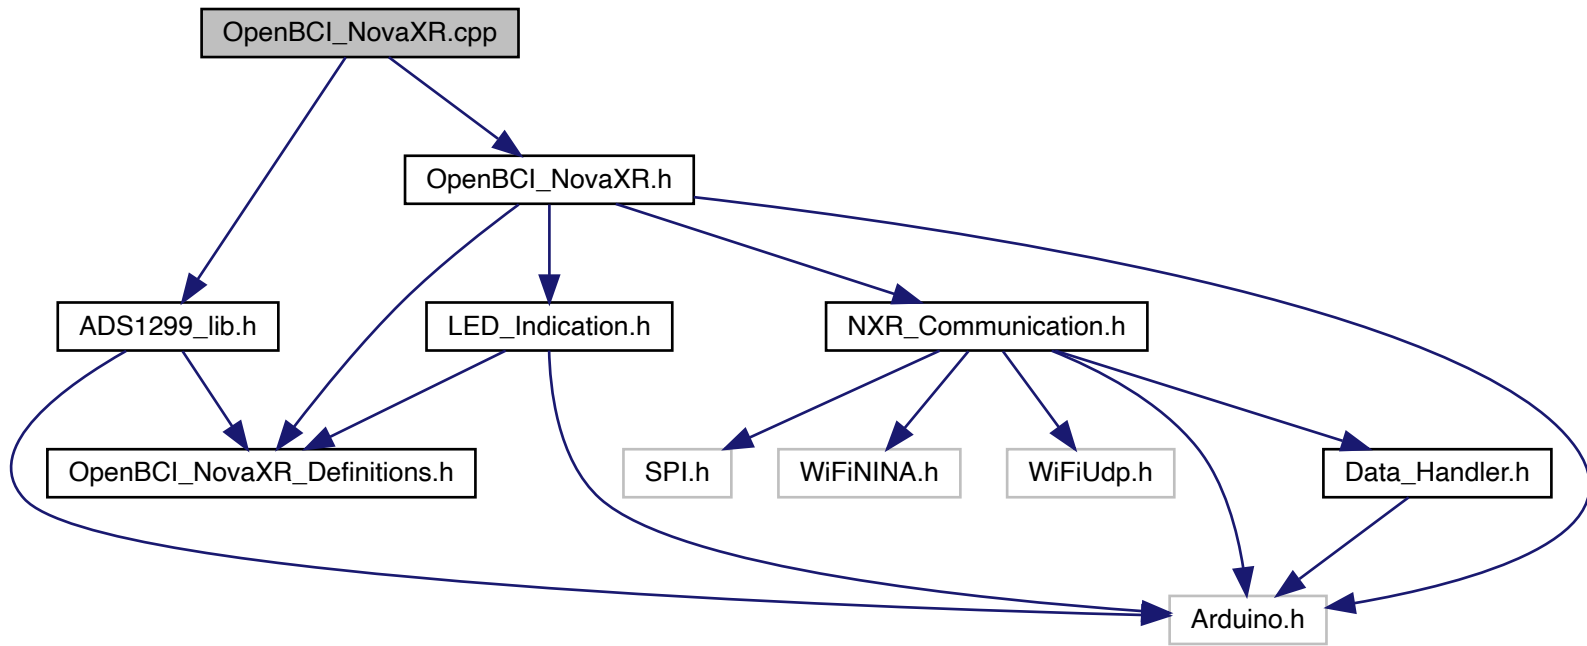 OpenBCI_NovaXR.cpp
OpenBCI_NovaXR.h
ADS1299_lib.h
LED_Indication.h
NXR_Communication.h
OpenBCI_NovaXR_Definitions.h
SPI.h
WiFiNINA.h
WiFiUdp.h
Data_Handler.h
Arduino.h